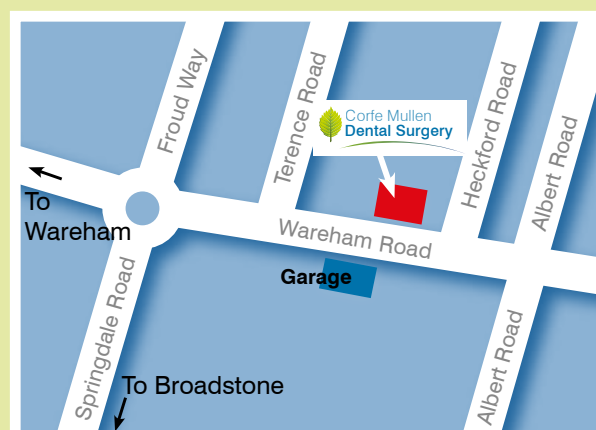 Froud Way
Terence Road
Corfe Mullen
Dental Surgery
Heckford Road
Albert Road
To
Wareham
Wareham Road
Garage
Springdale Road
To Broadstone
Albert Road